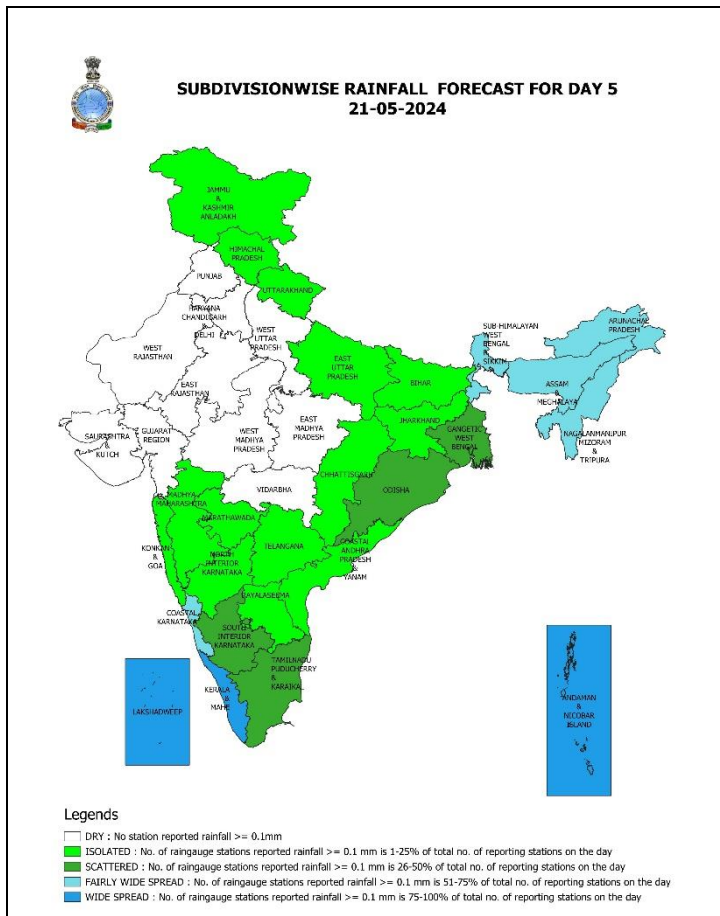 SUBDIVISIONWISE RAINFALL FORECAST FOR DAY 5
21-05-2024
JAMMU
&
KASHMIR
ANLADAKH
HIMACHAL
PRADESH
PUNJAB
UTTARAKHAND
HARYANA
CHANDIGARH
&
DELHI
WEST
UTTAR
PRADESH
WEST
RAJASTHAN
EAST
RAJASTHAN
EAST
UTTAR
PRADESH
BIHAR
SUB-HIMALAYAN
WEST
BENGAL
&
SIKKIM
ARUNACHAL
PRADESH
ASSAM
&
MEGHALAYA
NAGALANMANIPUR
MIZORAM
&
TRIPURA
SAURASHTRA
&
KUTCH
GUJARAT
REGION
WEST
MADHYA
PRADESH
EAST
MADHYA
PRADESH
JHARKHAND
GANGETIC
WEST
BENGAL
CHHATTISGARH
ODISHA
VIDARBHA
MADHYA
MAHARASHTRA
MARATHAWADA
KONKAN
&
GOA
NORTH
INTERIOR
KARNATAKA
TELANGANA
COASTAL
ANDHRA
PRADESH
&
YANAM
RAYALASEEMA
COASTAL
KARNATAKA
SOUTH
INTERIOR
KARNATAKA
TAMILNADU
PUDUCHERRY
&
KARAIKAL
KERALA
&
MAHE
LAKSHADWEEP
ANDAMAN
&
NICOBAR
ISLAND
Legends
DRY : No station reported rainfall >= 0.1mm
ISOLATED : No. of raingauge stations reported rainfall >= 0.1 mm is 1-25% of total no. of reporting stations on the day
SCATTERED : No. of raingauge stations reported rainfall >= 0.1 mm is 26-50% of total no. of reporting stations on the day
FAIRLY WIDE SPREAD : No. of raingauge stations reported rainfall >= 0.1 mm is 51-75% of total no. of reporting stations on the day
WIDE SPREAD : No. of raingauge stations reported rainfall >= 0.1 mm is 75-100% of total no. of reporting stations on the day